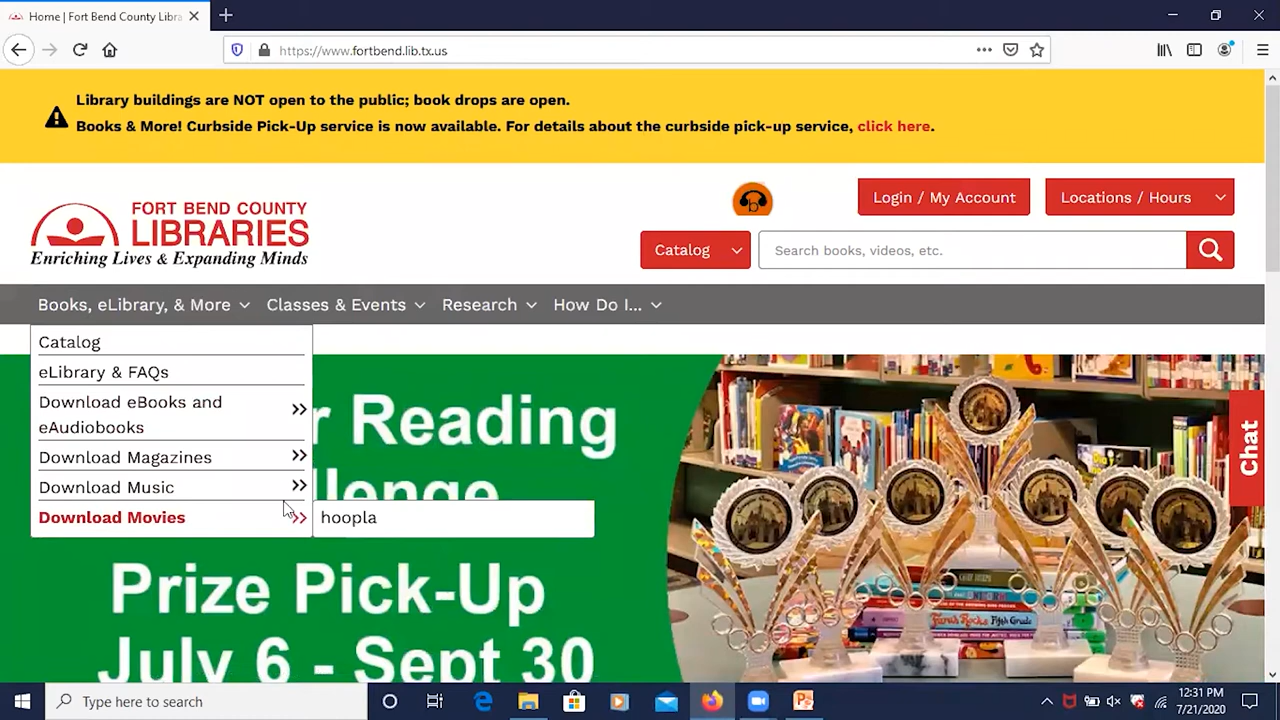 Home | Fort Bend County Libra
https://www.fortbend.lib.tx.us
Library buildings are NOT open to the public; book drops are open.
Books & More! Curbside Pick-Up service is now available. For details about the curbside pick-up service, click here.
FORT BEND COUNTY
LIBRARIES
Enriching Lives & Expanding Minds
Login / My Account
Locations / Hours
Catalog
Search books, videos, etc.
Books, eLibrary, & More
Classes & Events
Research
How Do I...
Catalog
eLibrary & FAQs
Download eBooks and
eAudiobooks
Download Magazines
Download Music
Download Movies
hoopla
r Reading
llenge
Prize Pick-Up
July 6 - Sept 30
Chat
Type here to search
12:31 PM
7/21/2020